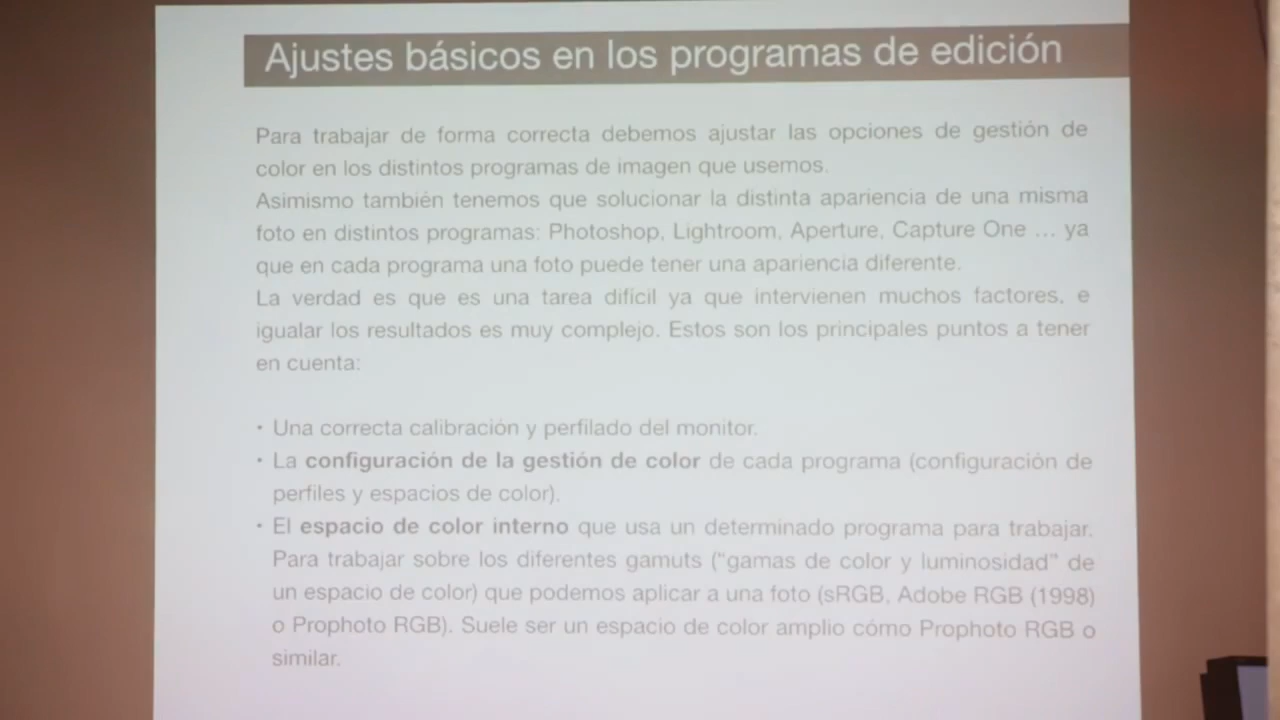 Ajustes básicos en los programas de edición
Para trabajar de forma correcta debemos ajustar las opciones de gestión de
color en los distintos programas de imagen que usemos.
Asimismo también tenemos que solucionar la distinta apariencia de una misma
foto en distintos programas: Photoshop, Lightroom, Aperture, Capture One ... ya
que en cada programa una foto puede tener una apariencia diferente.
La verdad es que es una tarea difícil ya que intervienen muchos factores, e
igualar los resultados es muy complejo. Estos son los principales puntos a tener
en cuenta:
• Una correcta calibración y perfilado del monitor.
• La configuración de la gestión de color de cada programa (configuración de
perfiles y espacios de color).
• El espacio de color interno que usa un determinado programa para trabajar.
Para trabajar sobre los diferentes gamuts (“gamas de color y luminosidad” de
un espacio de color) que podemos aplicar a una foto (sRGB, Adobe RGB (1998)
o Prophoto RGB). Suele ser un espacio de color amplio cómo Prophoto RGB o
similar.